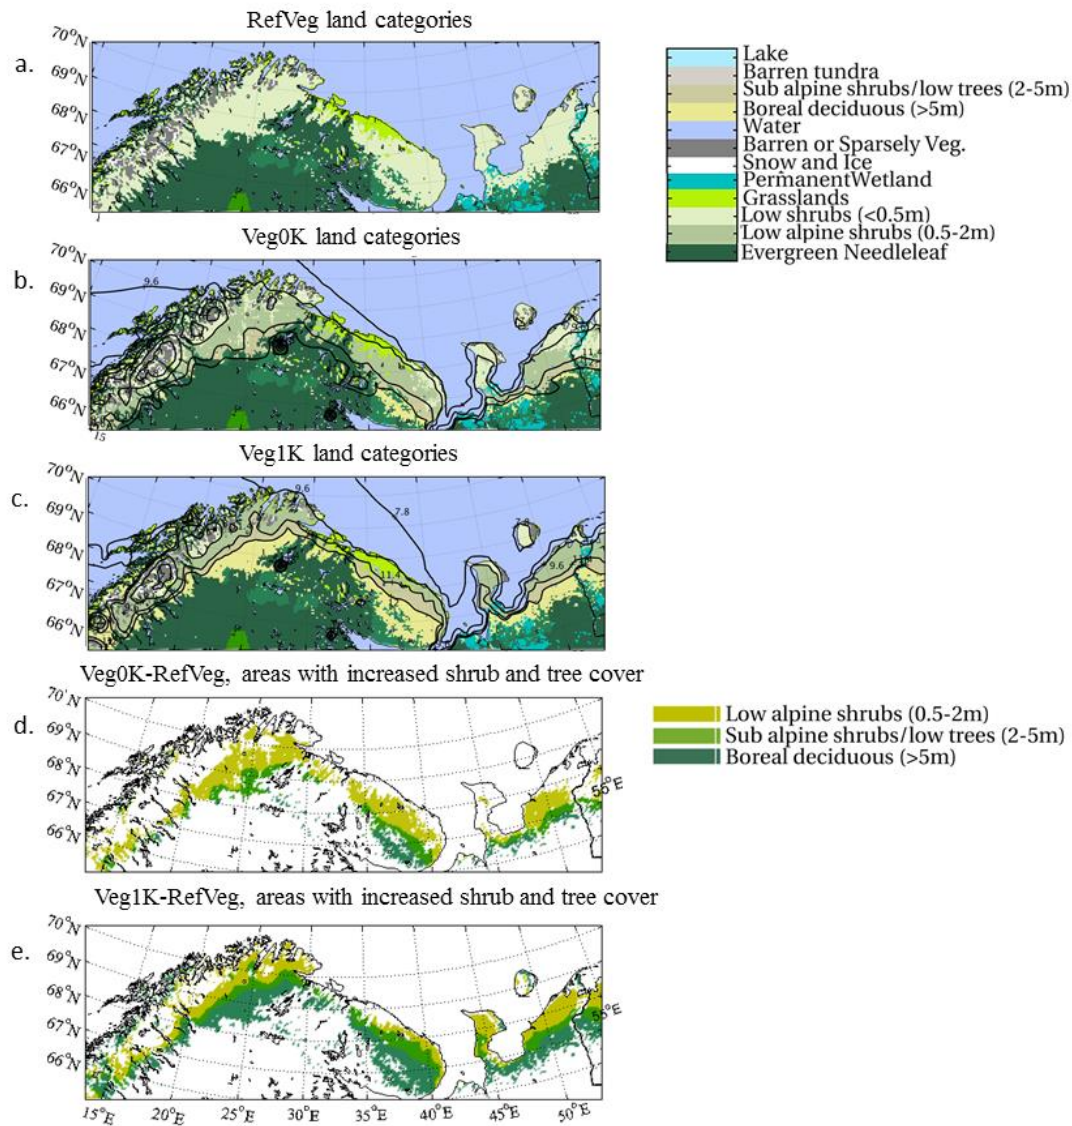 RefVeg land categories
a.
70°N
69°N
68°N
67°N
66°N
Lake
Barren tundra
Sub alpine shrubs/low trees (2-5m)
Boreal deciduous (>5m)
Water
Barren or Sparsely Veg.
Snow and Ice
PermanentWetland
Grasslands
Low shrubs (<0.5m)
Low alpine shrubs (0.5-2m)
Evergreen Needleleaf
Veg0K land categories
b.
70°N
69°N
68°N
67°N
66°N
9.6
15
Veg1K land categories
c.
70°N
69°N
68°N
67°N
66°N
9.6
7.8
7.8
11.4
9.6
Veg0K-RefVeg, areas with increased shrub and tree cover
d.
70°
69°N
68°N
67°N
66°N
55°E
Low alpine shrubs (0.5-2m)
Sub alpine shrubs/low trees (2-5m)
Boreal deciduous (>5m)
Veg1K-RefVeg, areas with increased shrub and tree cover
e.
70°N
69°N
68°N
67°N
66°N
55°E
15°E 20°E 25°E 30°E 35°E 40°E 45°E 50°E